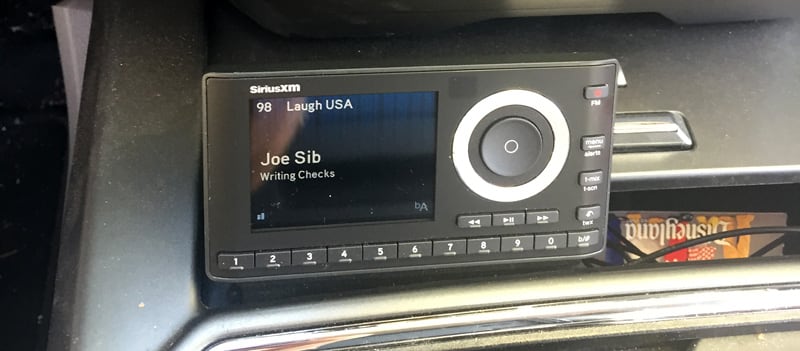 SiriusXM
98 Laugh USA
Joe Sib
Writing Checks
bA
FM
menu
alerts
t-mix
t-scn
twx
1 2 3 4 5 6 7 8 9 0 b/#
Disneyland